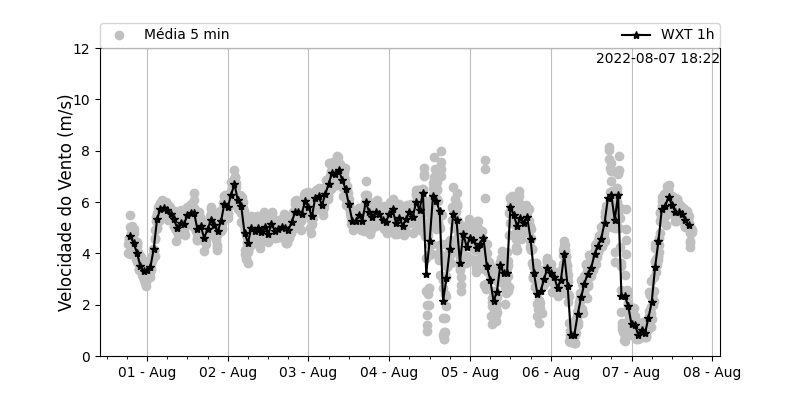 Média 5 min
WXT 1h
2022-08-07 18:22
Velocidade do Vento (m/s)
12
10
8
6
4
2
0
01 - Aug 02 - Aug 03 - Aug 04 - Aug 05 - Aug 06 - Aug 07 - Aug 08 - Aug